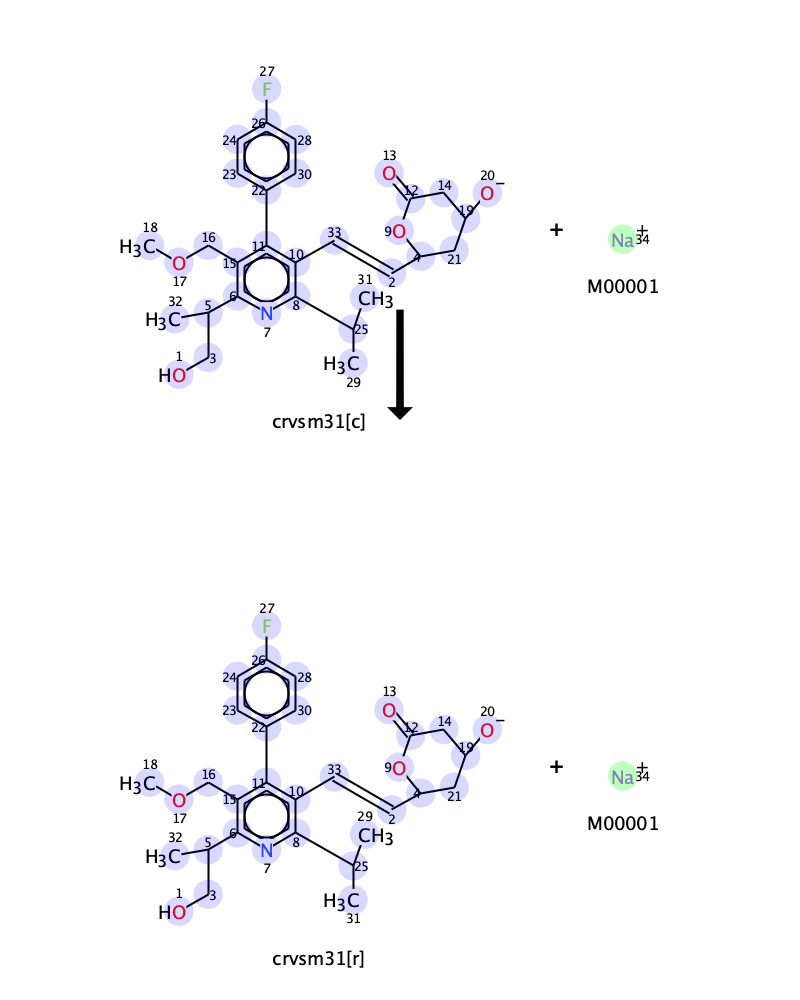 27
F
26
24
28
23
30
22
13
O
12
14
20
O−
19
9
O
4
21
18
H3C
16
33
11
15
10
O
17
2
31
CH3
32
H3C
5
6
N
7
8
25
1
HO
3
H3C
29
+
Na+
34
M00001
crvsm31[c]
27
F
26
24
28
23
30
22
13
O
12
14
20
O−
19
9
O
4
21
18
H3C
16
33
11
15
10
O
17
2
29
CH3
32
H3C
5
6
N
7
8
25
1
HO
3
H3C
31
+
Na+
34
M00001
crvsm31[r]